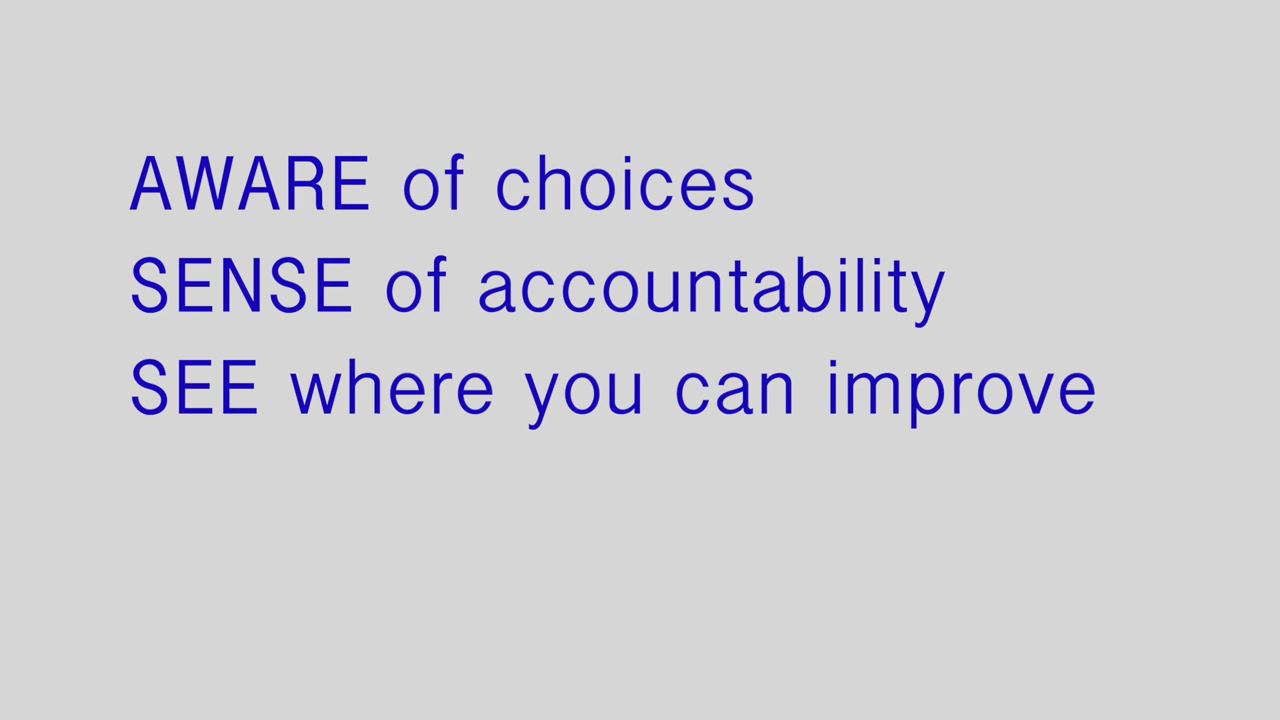 AWARE of choices
SENSE of accountability
SEE where you can improve